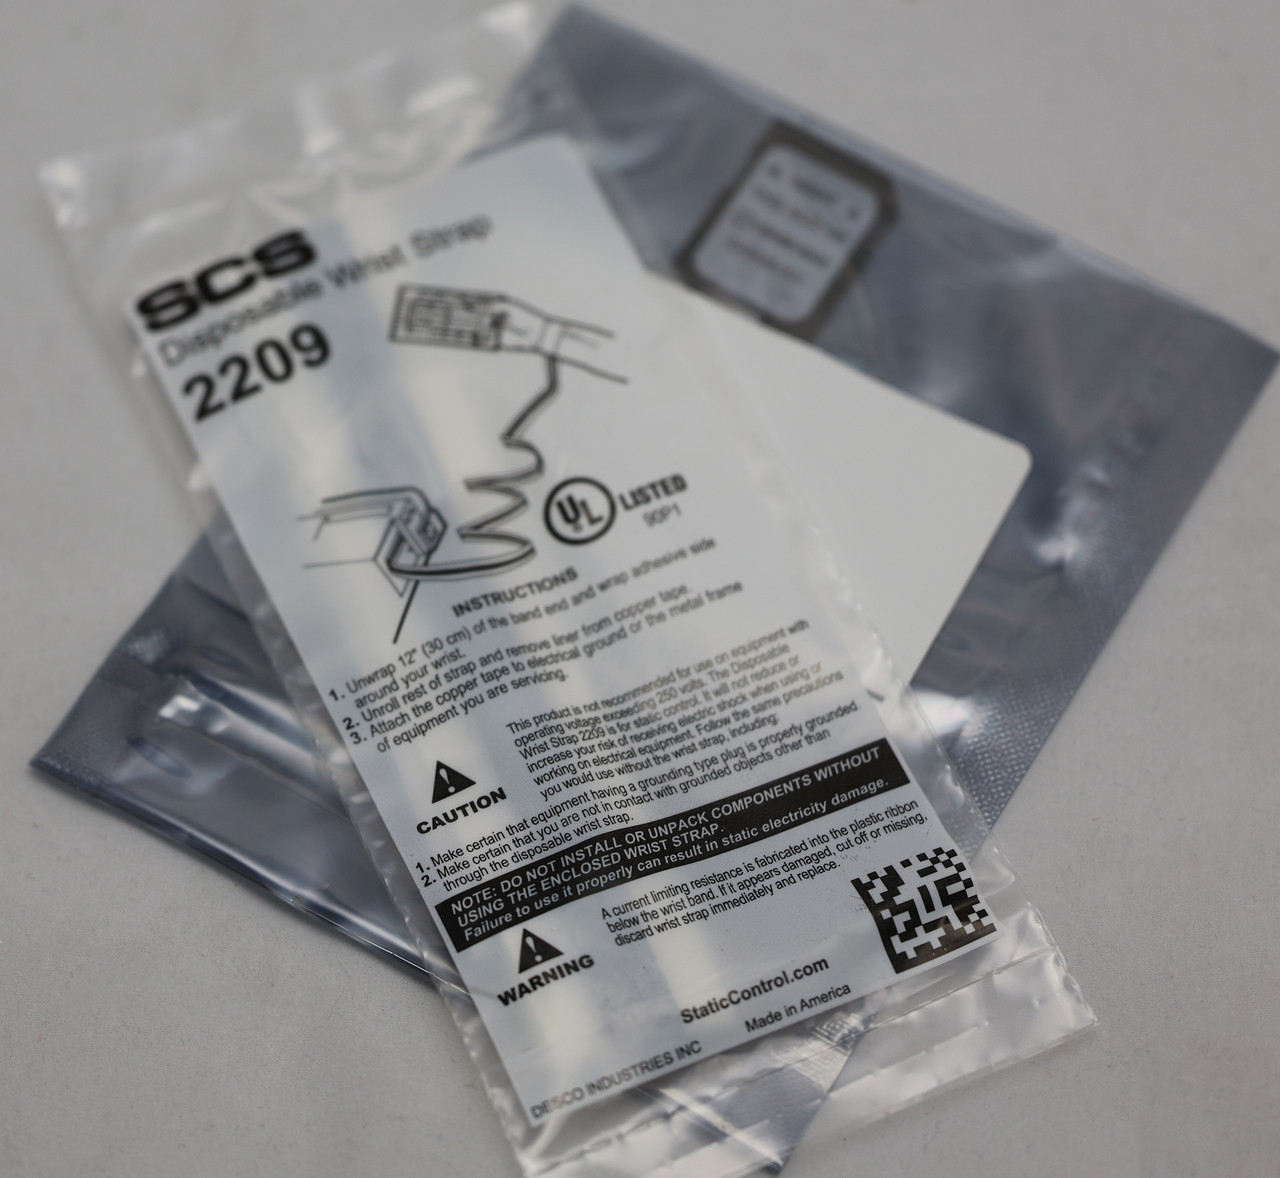 SCS
Disposable Wrist Strap
2209
UL
LISTED
90P1
INSTRUCTIONS
1. Unwrap 12" (30 cm) of the band end and wrap adhesive side
around your wrist.
2. Unroll rest of strap and remove liner from copper tape.
3. Attach the copper tape to electrical ground or the metal frame
of equipment you are servicing.
CAUTION
This product is not recommended for use on equipment with
operating voltage exceeding 250 volts. The Disposable
Wrist Strap 2209 is for static control. It will not reduce or
increase your risk of receiving electric shock when using or
working on electrical equipment. Follow the same precautions
you would use without the wrist strap, including:
1. Make certain that equipment having a grounding type plug is properly grounded
2. Make certain that you are not in contact with grounded objects other than
through the disposable wrist strap.
NOTE: DO NOT INSTALL OR UNPACK COMPONENTS WITHOUT
USING THE ENCLOSED WRIST STRAP.
Failure to use it properly can result in static electricity damage.
WARNING
A current limiting resistance is fabricated into the plastic ribbon
below the wrist band. If it appears damaged, cut off or missing,
discard wrist strap immediately and replace.
StaticControl.com
Made in America
DESCO INDUSTRIES INC